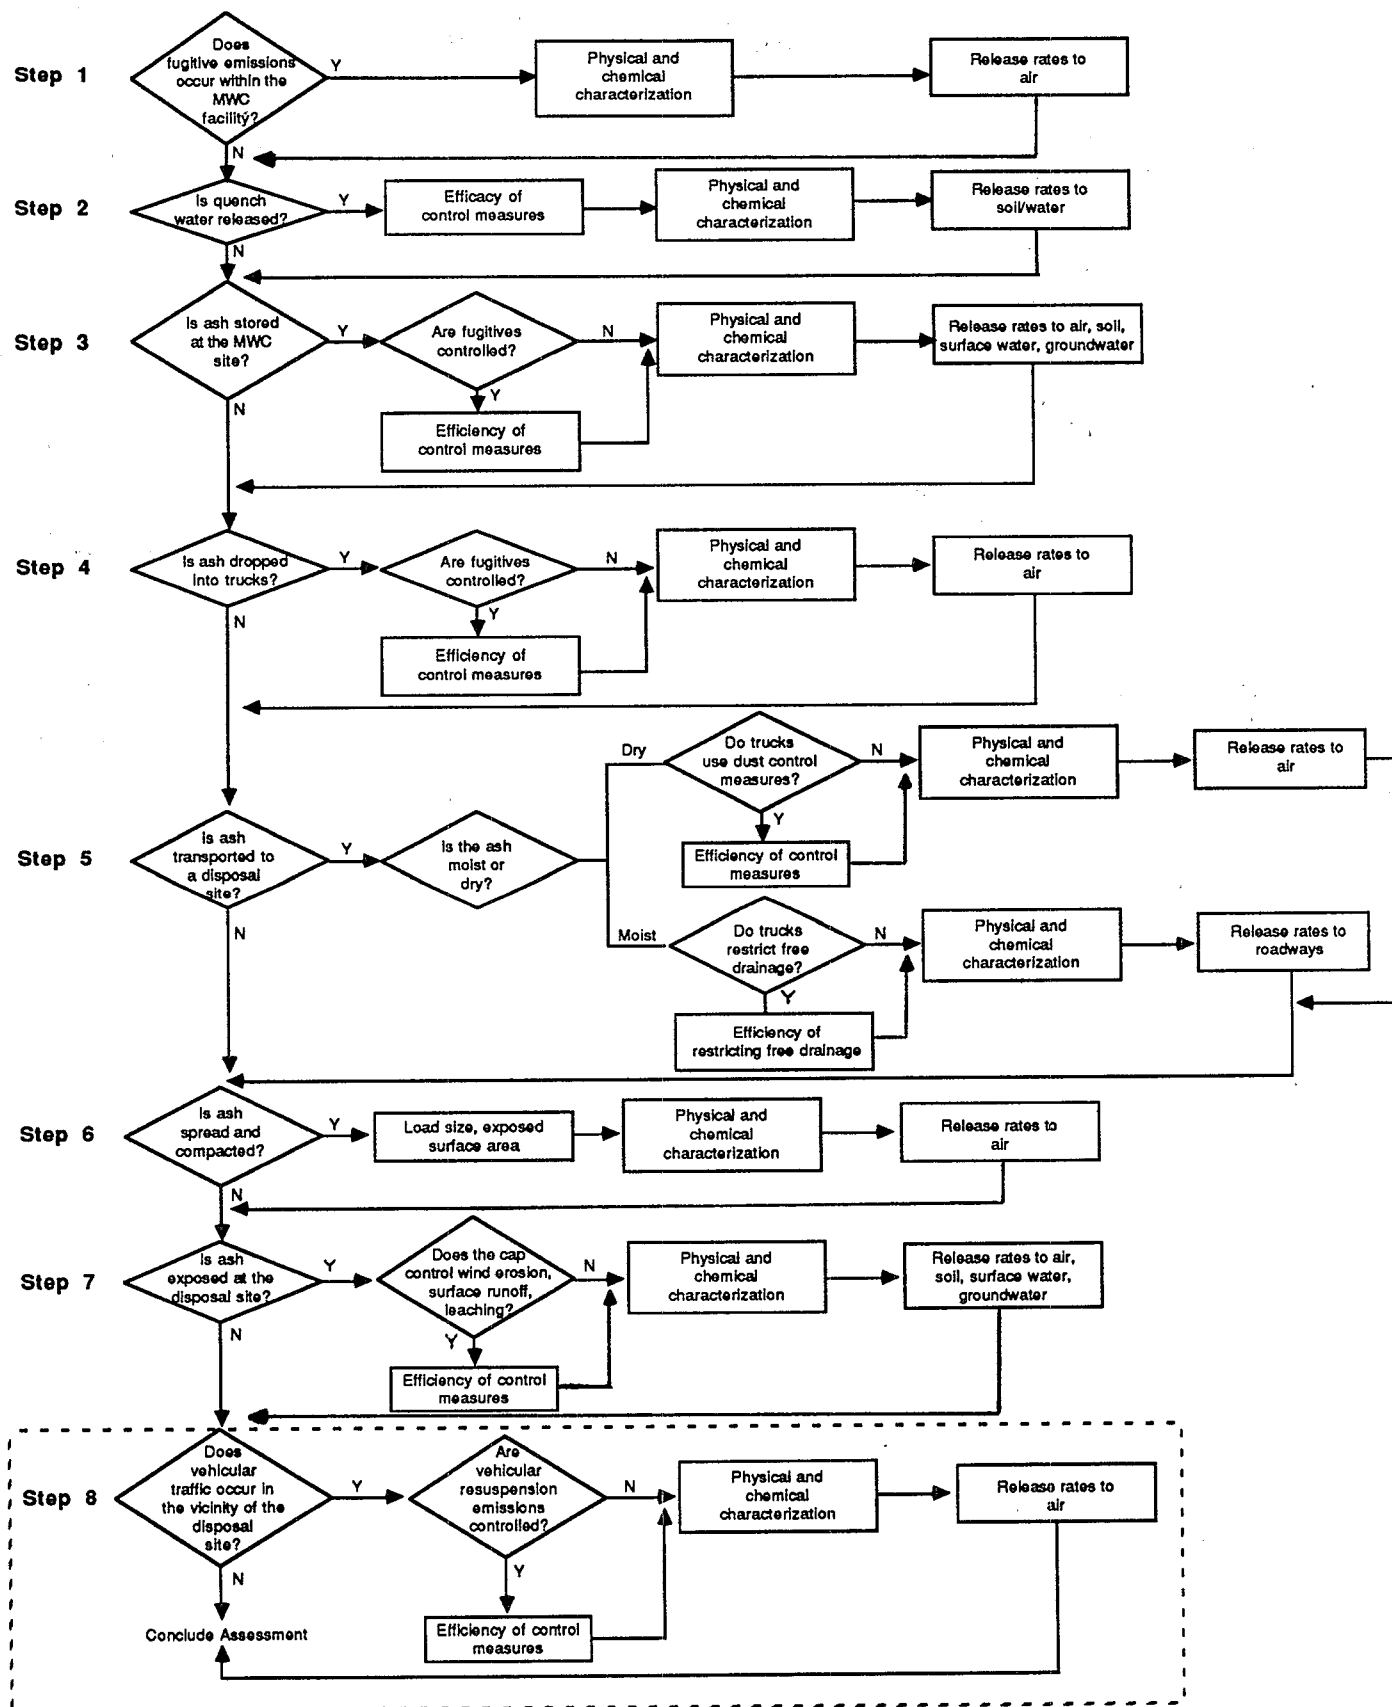 Step 1
Does
fugitive emissions
occur within the
MWC
facility?
Y
Physical and
chemical
characterization
Release rates to
air
N
Step 2
Is quench
water released?
Y
Efficacy of
control measures
Physical and
chemical
characterization
Release rates to
soil/water
N
Step 3
Is ash stored
at the MWC
site?
Y
Are fugitives
controlled?
N
Physical and
chemical
characterization
Release rates to air, soil,
surface water, groundwater
Y
N
Efficiency of
control measures
Step 4
Is ash dropped
into trucks?
Y
Are fugitives
controlled?
N
Physical and
chemical
characterization
Release rates to
air
Y
N
Efficiency of
control measures
Step 5
Is ash
transported to
a disposal
site?
Y
Is the ash
moist or
dry?
Dry
Do trucks
use dust control
measures?
N
Physical and
chemical
characterization
Release rates to
air
Y
Efficiency of control
measures
N
Moist
Do trucks
restrict free
drainage?
N
Physical and
chemical
characterization
Release rates to
roadways
Y
Efficiency of
restricting free drainage
Step 6
Is ash
spread and
compacted?
Y
Load size, exposed
surface area
Physical and
chemical
characterization
Release rates to
air
N
Step 7
Is ash
exposed at the
disposal site?
Y
Does the cap
control wind erosion,
surface runoff,
leaching?
N
Physical and
chemical
characterization
Release rates to air,
soil, surface water,
groundwater
N
Y
Efficiency of control
measures
Step 8
Does
vehicular
traffic occur in
the vicinity of the
disposal
site?
Y
Are
vehicular
resuspension
emissions
controlled?
N
Physical and
chemical
characterization
Release rates to
air
N
Y
Conclude Assessment
Efficiency of control
measures